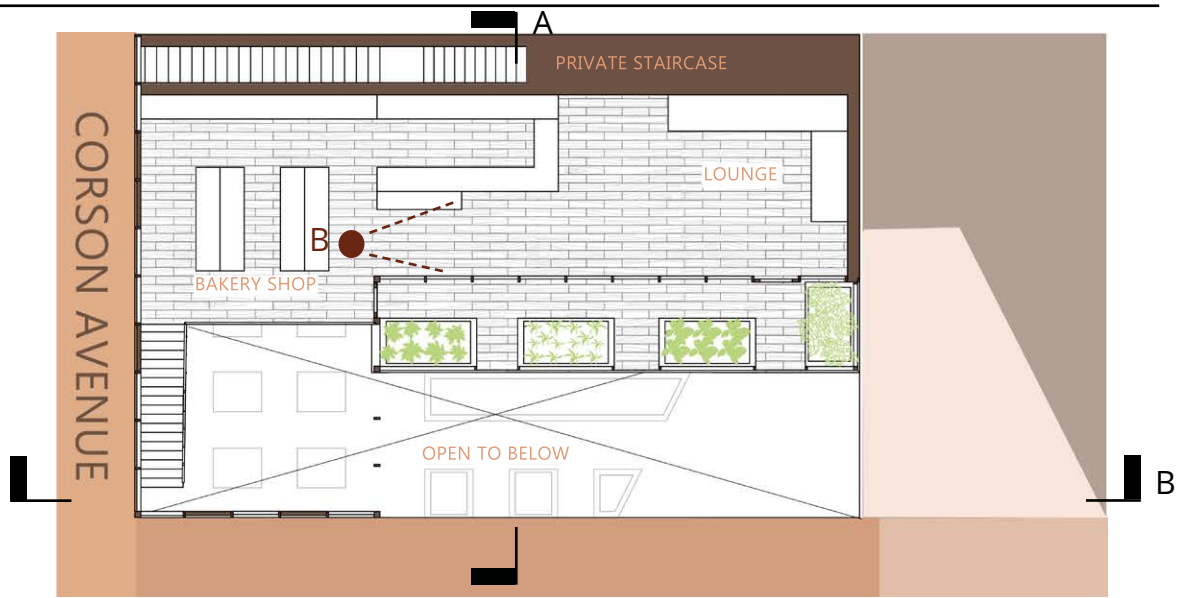 A
PRIVATE STAIRCASE
CORSON AVENUE
LOUNGE
B
BAKERY SHOP
OPEN TO BELOW
B